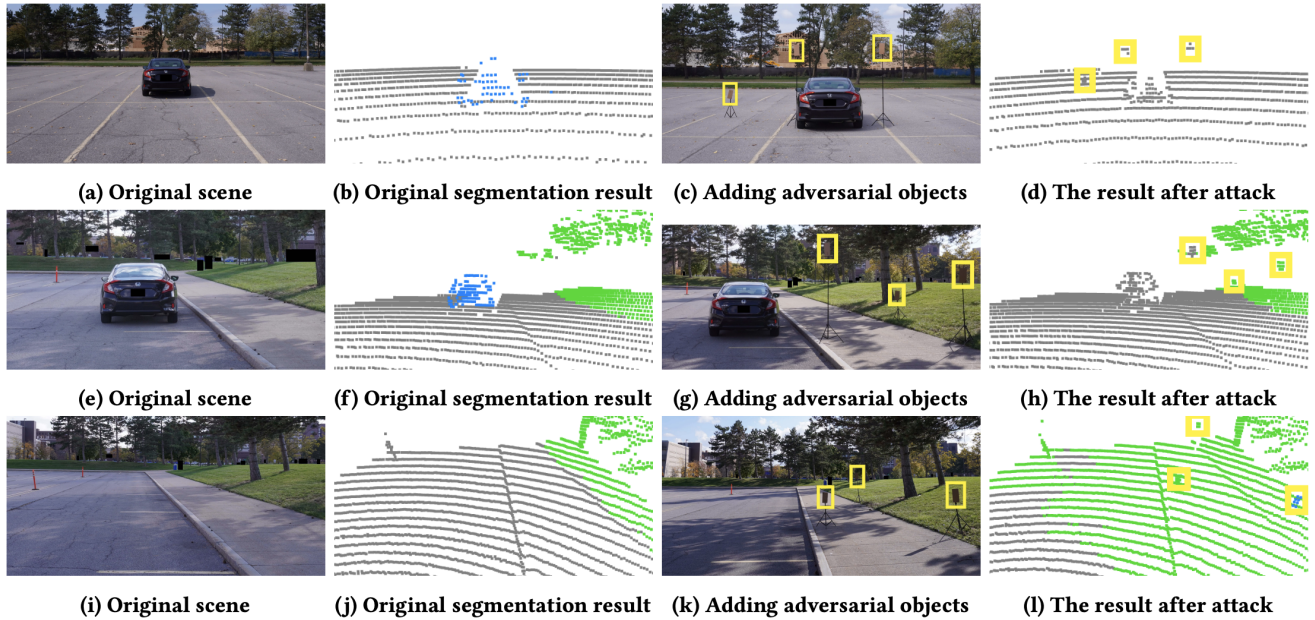 (a) Original scene
(b) Original segmentation result
(c) Adding adversarial objects
(d) The result after attack
(e) Original scene
(f) Original segmentation result
(g) Adding adversarial objects
(h) The result after attack
(i) Original scene
(j) Original segmentation result
(k) Adding adversarial objects
(l) The result after attack